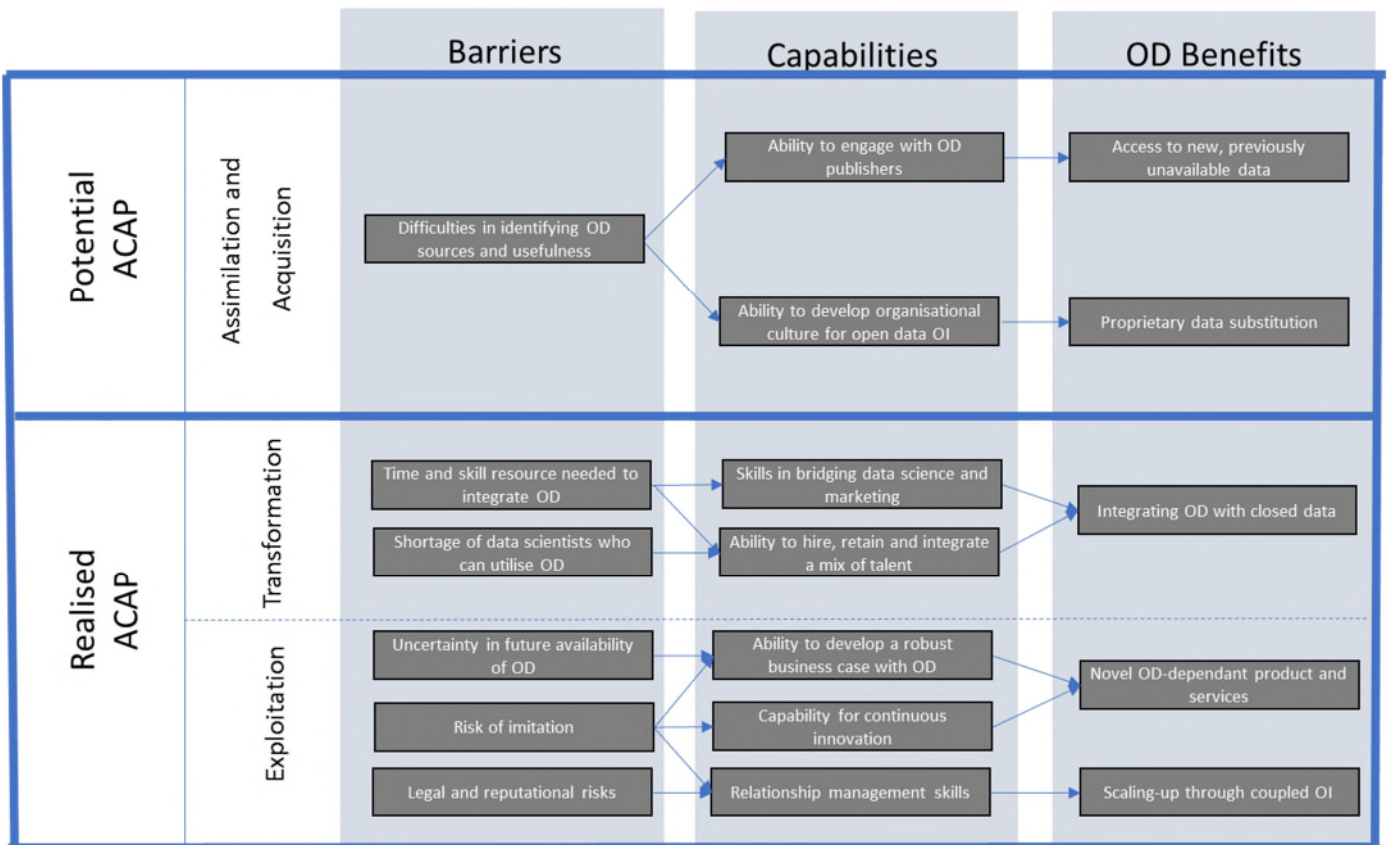 Barriers
Capabilities
OD Benefits
Potential
ACAP
Assimilation and
Acquisition
Difficulties in identifying OD
sources and usefulness
Ability to engage with OD
publishers
Access to new, previously
unavailable data
Ability to develop organisational
culture for open data OI
Proprietary data substitution
Realised
ACAP
Transformation
Time and skill resource needed to
integrate OD
Skills in bridging data science and
marketing
Integrating OD with closed data
Shortage of data scientists who
can utilise OD
Ability to hire, retain and integrate
a mix of talent
Exploitation
Uncertainty in future availability
of OD
Ability to develop a robust
business case with OD
Novel OD-dependant product and
services
Risk of imitation
Capability for continuous
innovation
Legal and reputational risks
Relationship management skills
Scaling-up through coupled OI